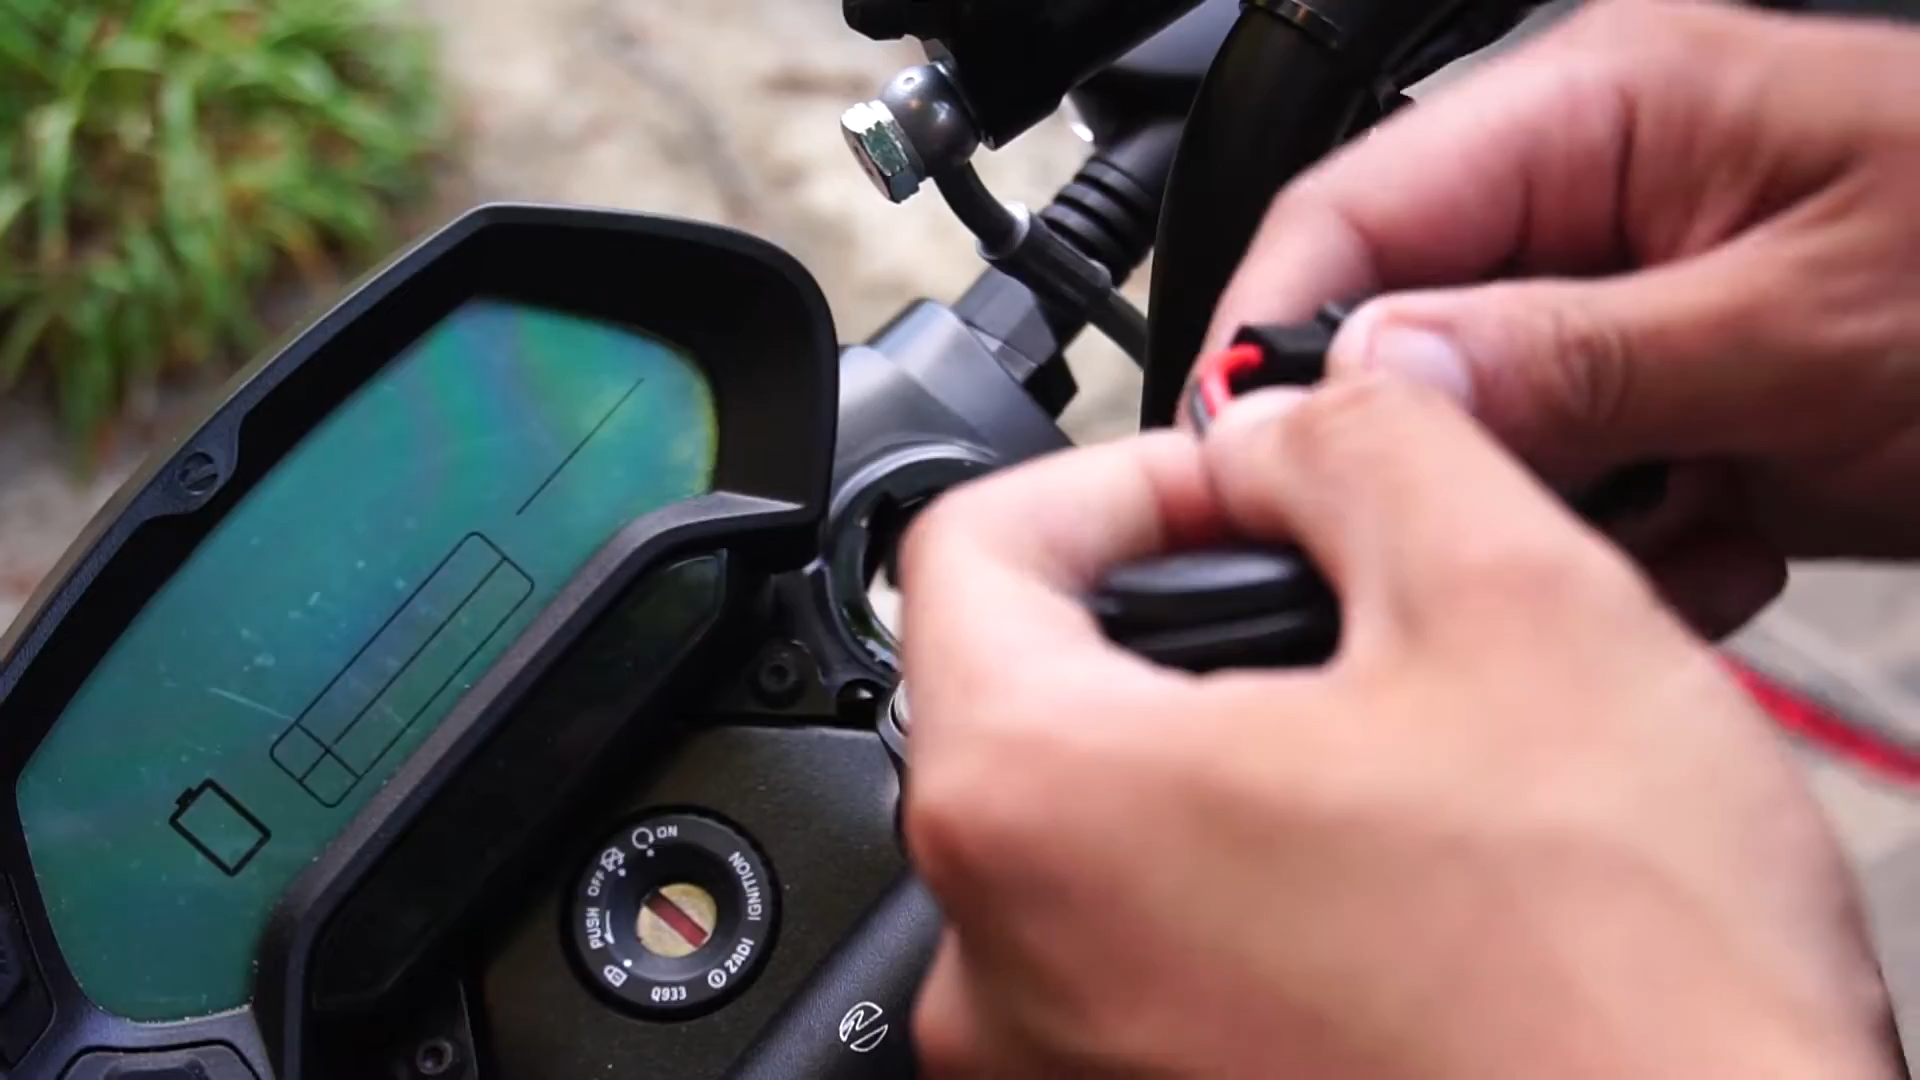 ON
OFF
PUSH
IGNITION
ZADI
Q933